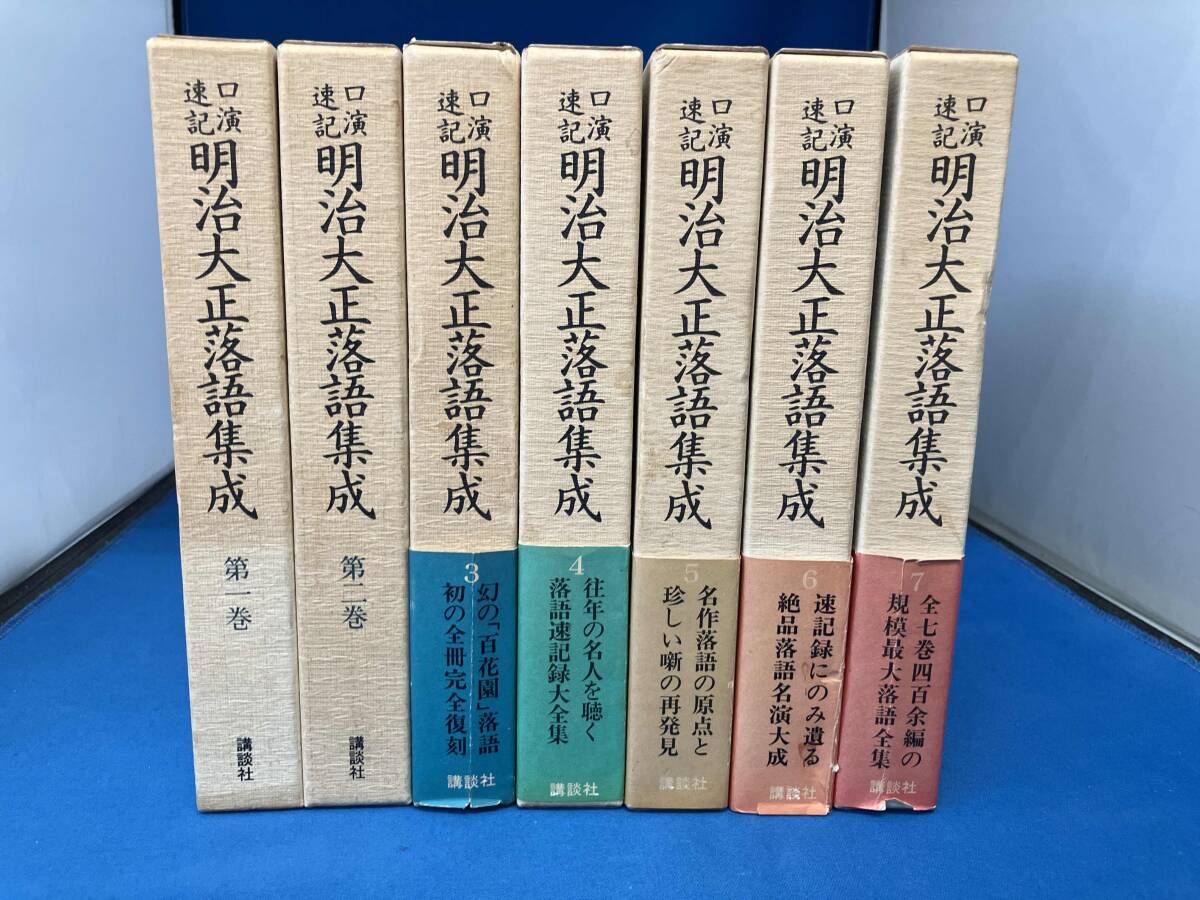 口演
速記
明治大正落語集成
第一巻
講談社
口演
速記
明治大正落語集成
第二巻
講談社
口演
速記
明治大正落語集成
3
幻の「百花園」落語
初の全冊完全復刻
講談社
口演
速記
明治大正落語集成
4
往年の名人を聴く
落語速記録大全集
講談社
口演
速記
明治大正落語集成
5
名作落語の原点と
珍しい噺の再発見
講談社
口演
速記
明治大正落語集成
6
速記録にのみ遺る
絶品落語名演大成
講談社
口演
速記
明治大正落語集成
7
全七巻四百余編の
規模最大落語全集
講談社